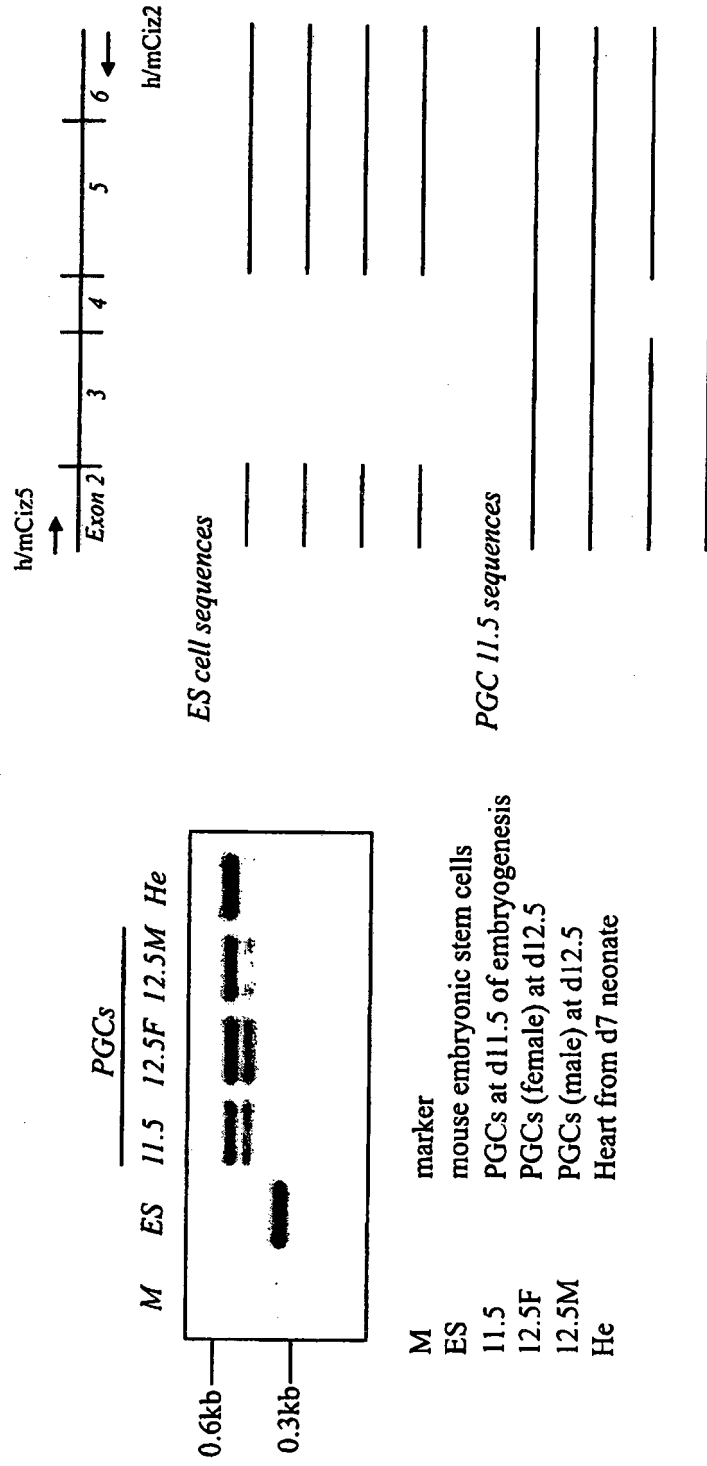 PGCs
M ES 11.5 12.5F 12.5M He
0.6kb
0.3kb
M marker
ES mouse embryonic stem cells
11.5 PGCs at d11.5 of embryogenesis
12.5F PGCs (female) at d12.5
12.5M PGCs (male) at d12.5
He Heart from d7 neonate
h/mCiz5
Exon 2 3 4 5 6
h/mCiz2
ES cell sequences
PGC 11.5 sequences